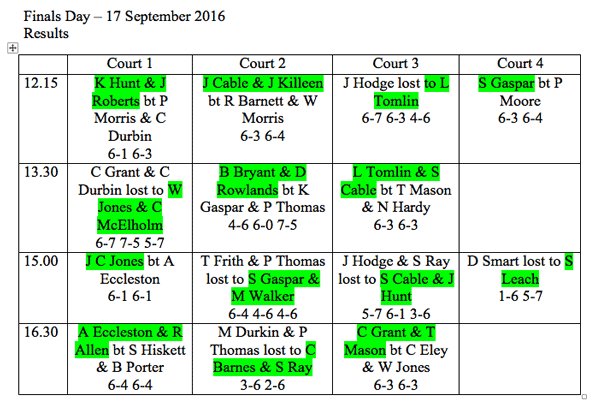 Finals Day – 17 September 2016
Results
Court 1
Court 2
Court 3
Court 4
12.15
K Hunt & J
Roberts bt P
Morris & C
Durbin
6-1 6-3
J Cable & J Killeen
bt R Barnett & W
Morris
6-3 6-4
J Hodge lost to L
Tomlin
6-7 6-3 4-6
S Gaspar bt P
Moore
6-3 6-4
13.30
C Grant & C
Durbin lost to W
Jones & C
McElholm
6-7 7-5 5-7
B Bryant & D
Rowlands bt K
Gaspar & P Thomas
4-6 6-0 7-5
L Tomlin & S
Cable bt T Mason
& N Hardy
6-3 6-3
15.00
J C Jones bt A
Eccleston
6-1 6-1
T Frith & P Thomas
lost to S Gaspar &
M Walker
6-4 4-6 4-6
J Hodge & S Ray
lost to S Cable & J
Hunt
5-7 6-1 3-6
D Smart lost to S
Leach
1-6 5-7
16.30
A Eccleston & R
Allen bt S Hiskett
& B Porter
6-4 6-4
M Durkin & P
Thomas lost to C
Barnes & S Ray
3-6 2-6
C Grant & T
Mason bt C Eley
& W Jones
6-3 6-3